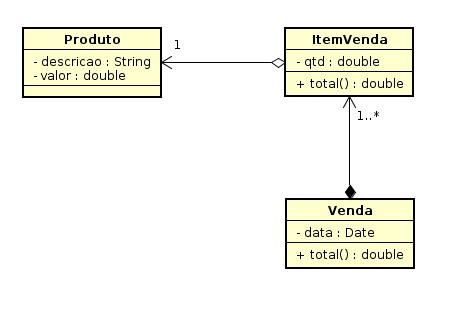 Produto
- descricao : String
- valor : double
1
ItemVenda
- qtd : double
+ total() : double
1..*
Venda
- data : Date
+ total() : double